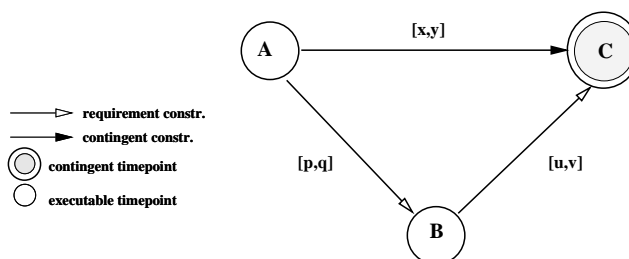 [x,y]
A
C
requirement constr.
contingent constr.
contingent timepoint
[p,q]
[u,v]
executable timepoint
B